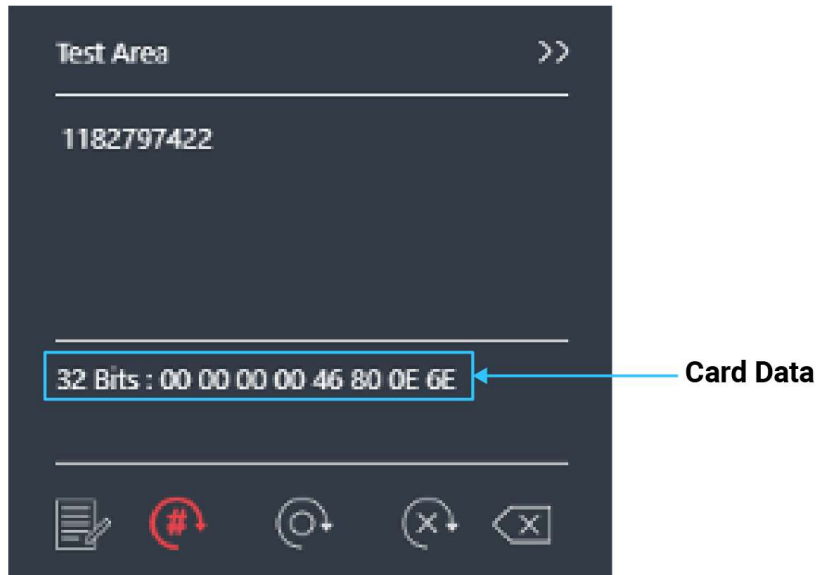 Test Area >>
1182797422
32 Bits : 00 00 00 00 46 80 0E 6E
Card Data
#